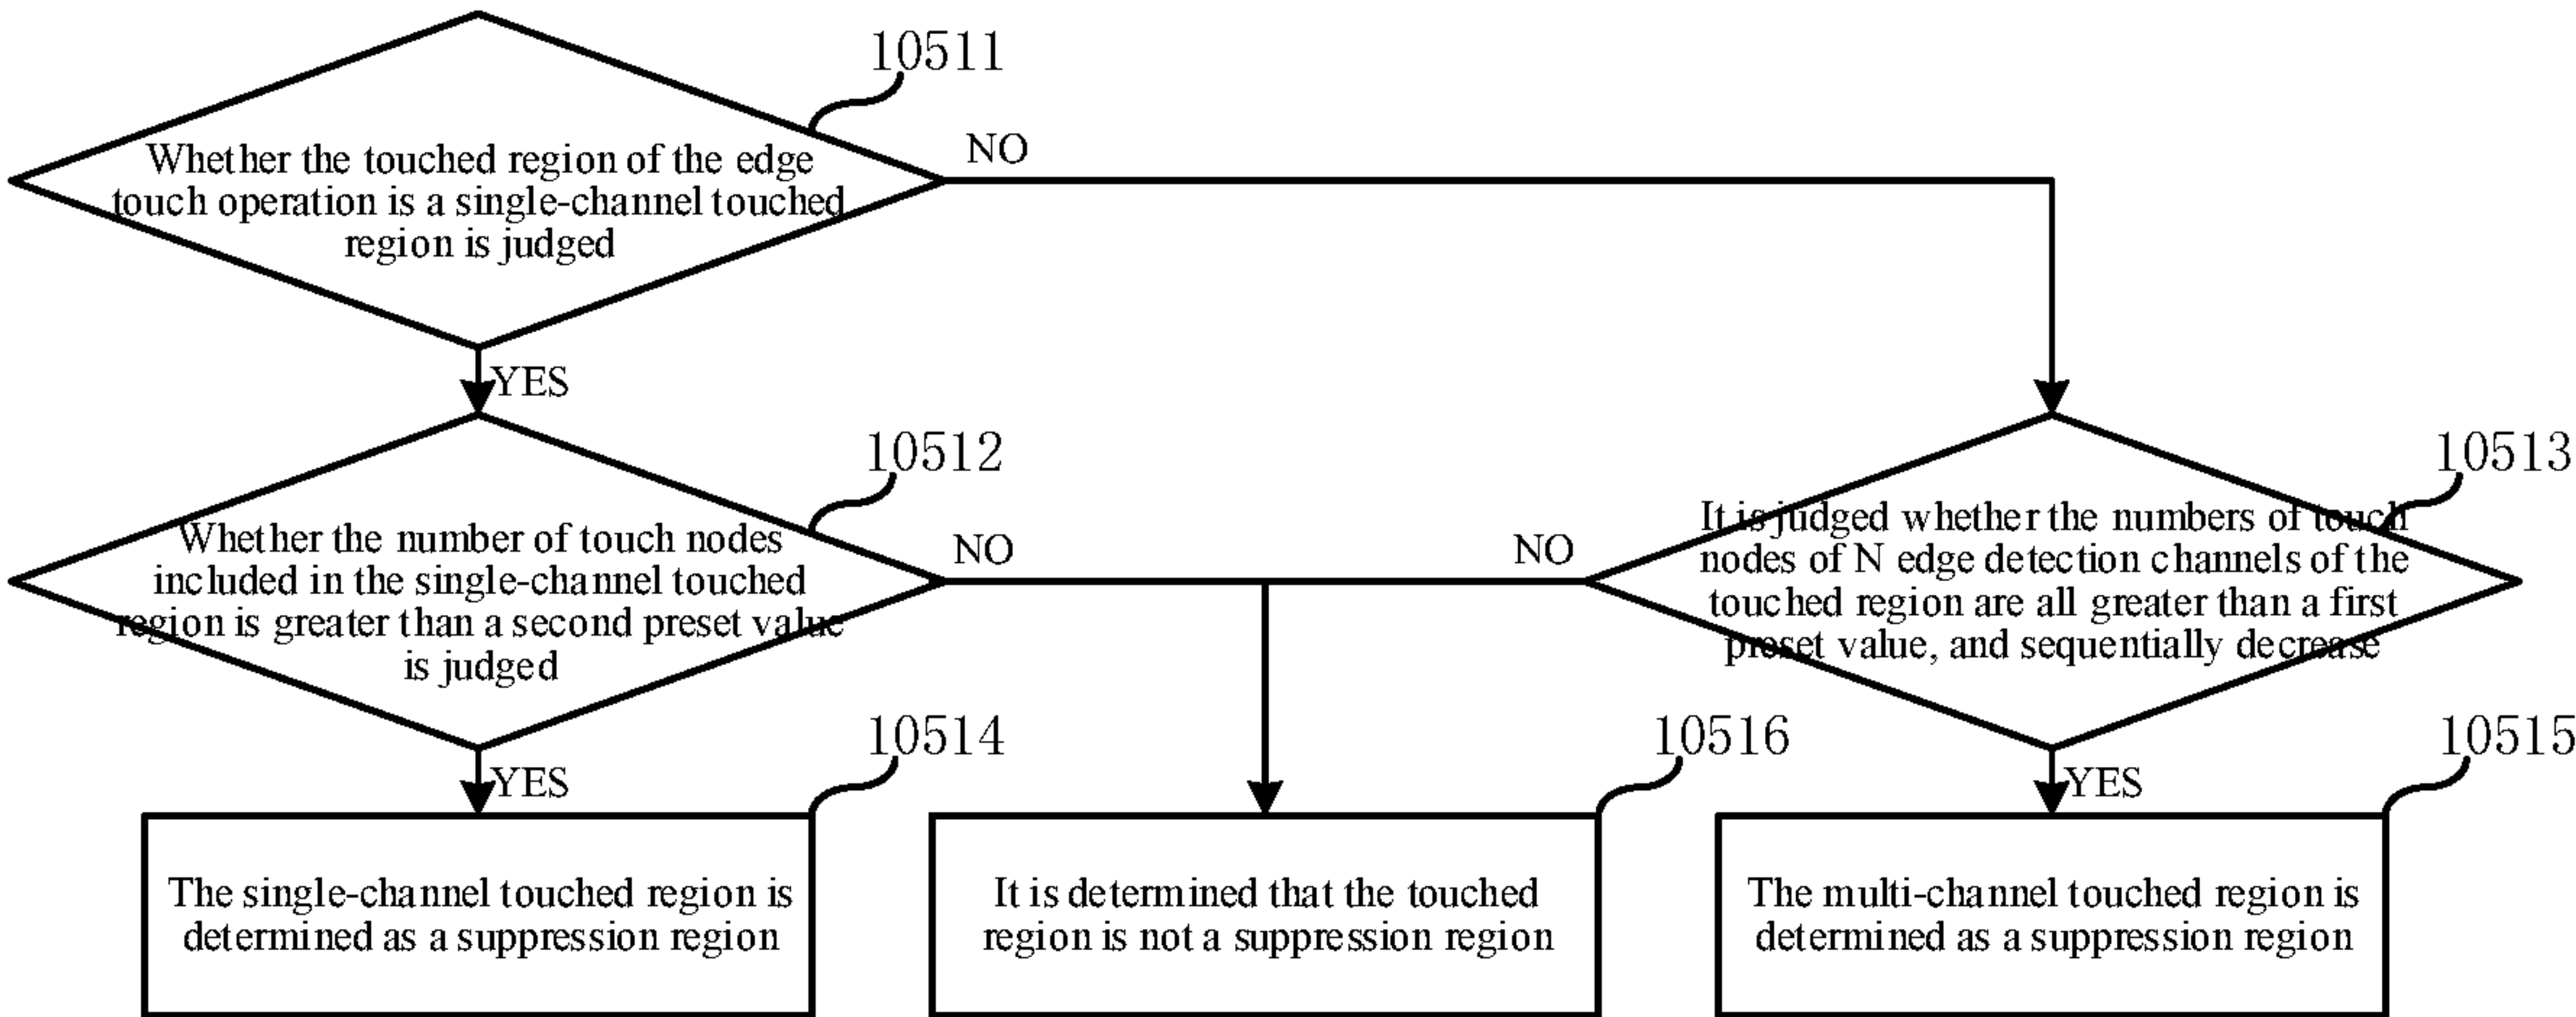 10511
Whether the touched region of the edge
touch operation is a single-channel touched
region is judged
NO
YES
10512
Whether the number of touch nodes
included in the single-channel touched
region is greater than a second preset value
is judged
NO
NO
10513
It is judged whether the numbers of touch
nodes of N edge detection channels of the
touched region are all greater than a first
preset value, and sequentially decrease
YES
10514
10516
YES
10515
The single-channel touched region is
determined as a suppression region
It is determined that the touched
region is not a suppression region
The multi-channel touched region is
determined as a suppression region